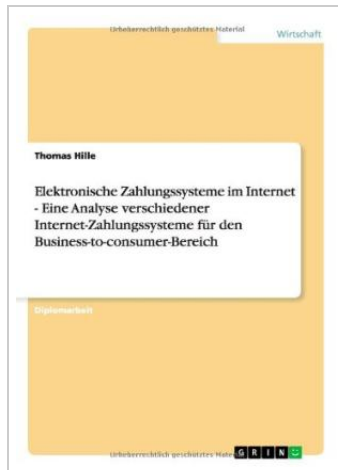 Urheberrechtlich geschütztes Material
Wirtschaft
Thomas Hille
Elektronische Zahlungssysteme im Internet
- Eine Analyse verschiedener
Internet-Zahlungssysteme für den
Business-to-consumer-Bereich
Diplomarbeit
Urheberrechtlich geschütztes Mater
GRIN